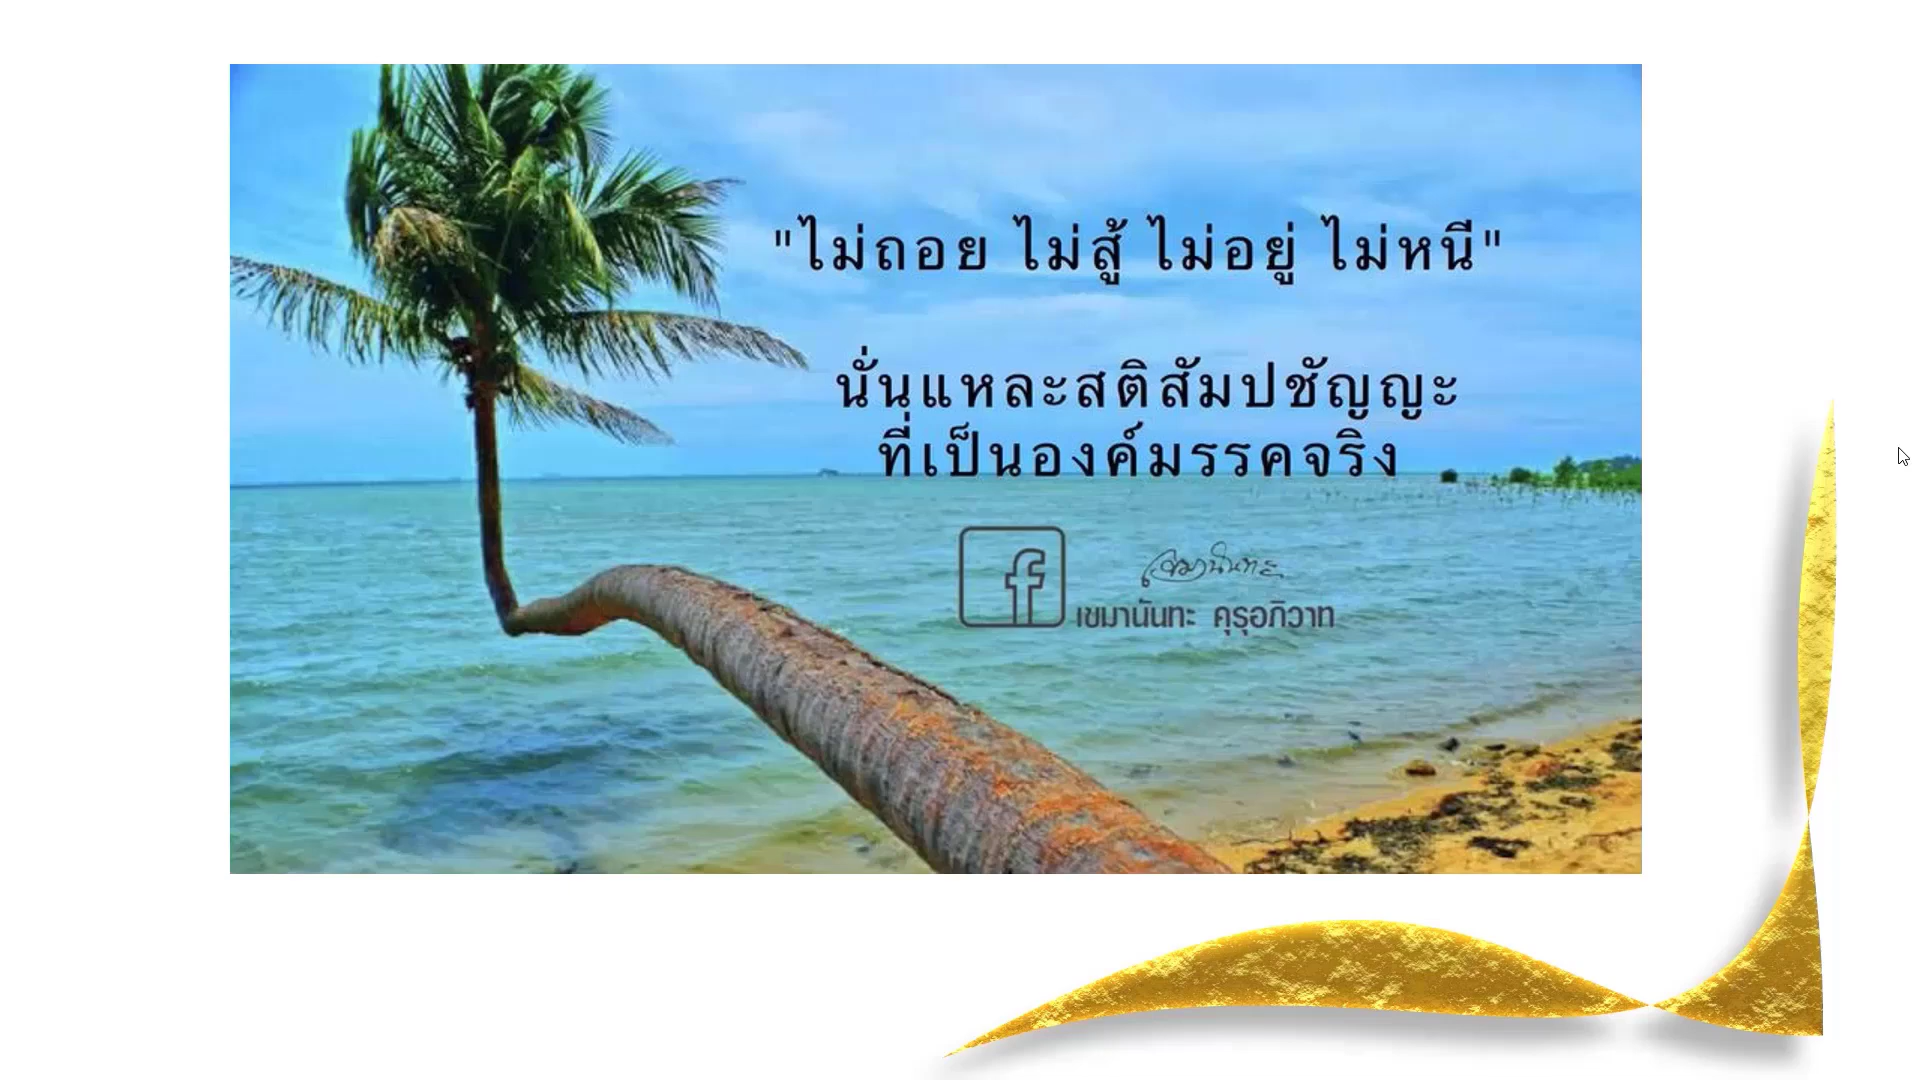 "ไม่ถอย ไม่สู้ ไม่อยู่ ไม่หนี"
นั่นแหละสติสัมปชัญญะ
ที่เป็นองค์มรรคจริง
เขมานันทะ
เขมานันทะ คุรุอภิวาท